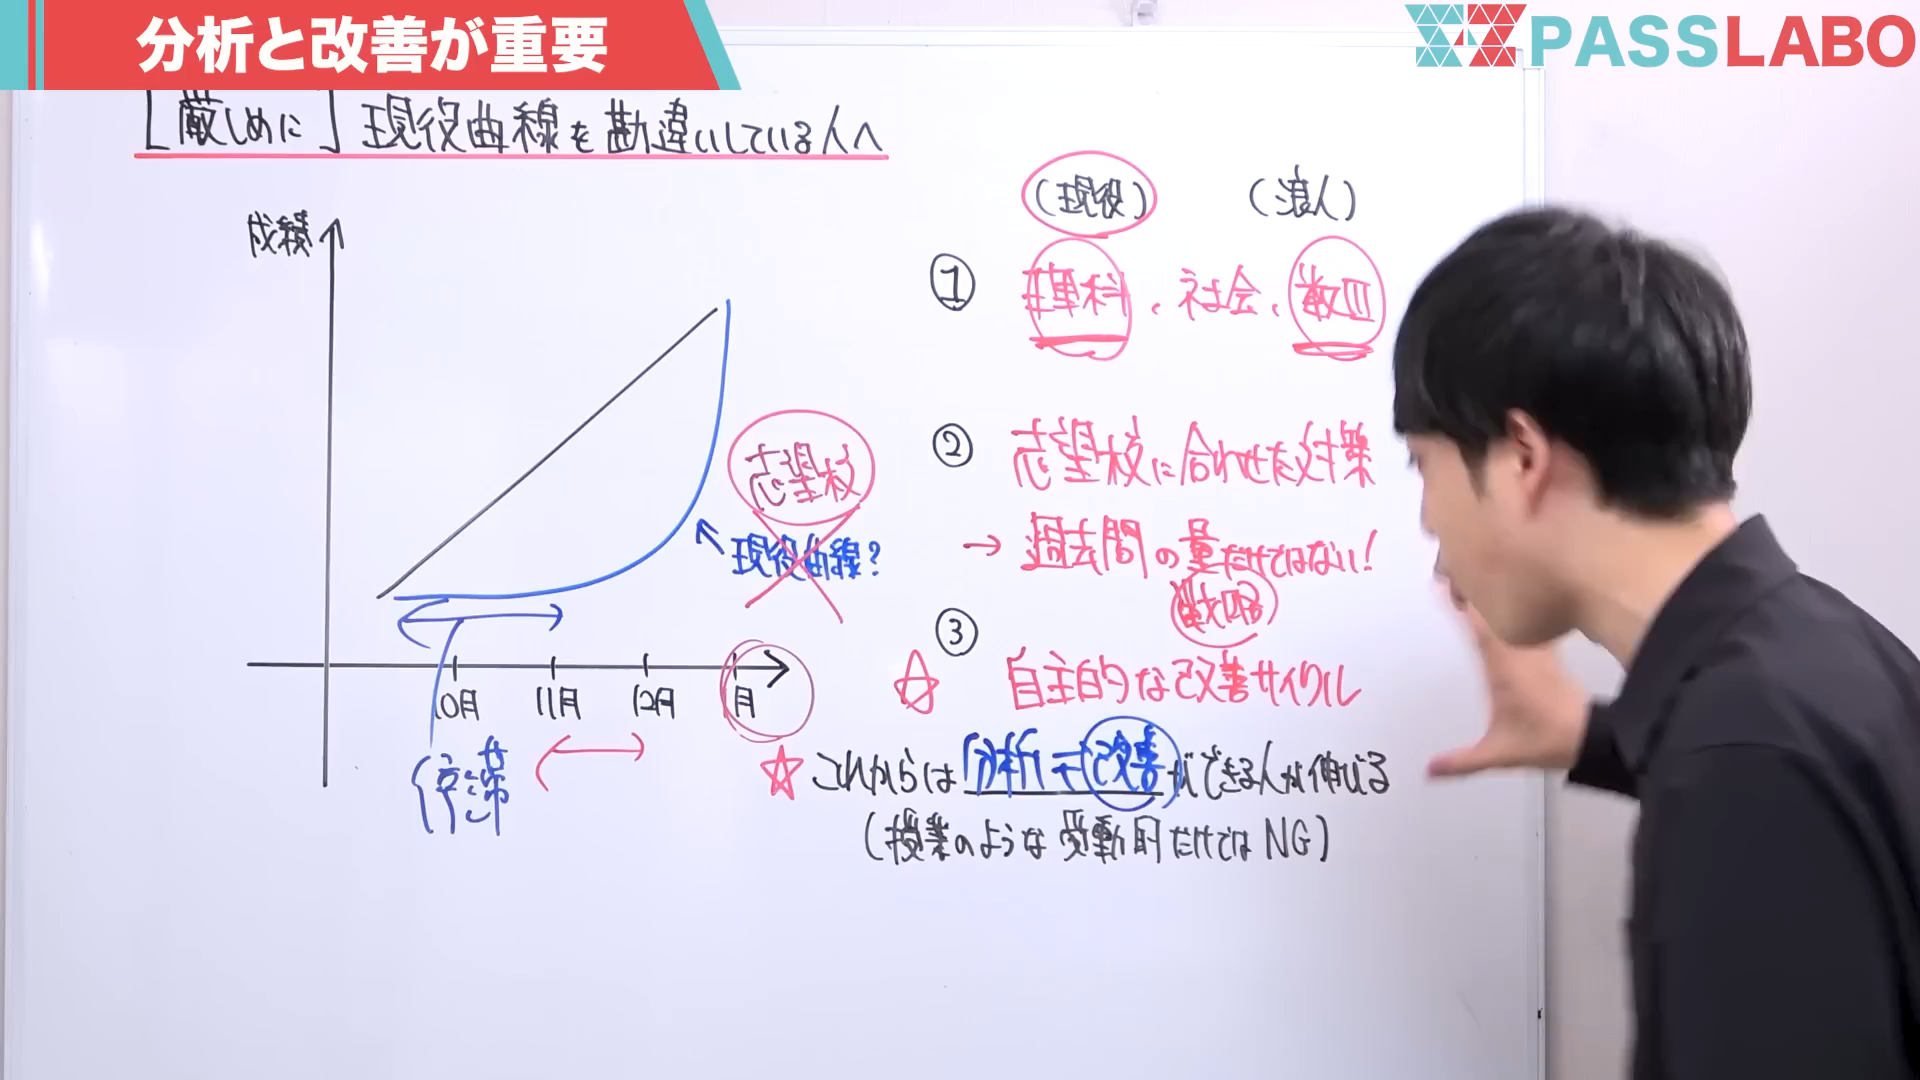 分析と改善が重要
PASSLABO
[厳しめに] 現役曲線を勘違いしている人へ
成績
志望校
現役曲線?
10月 11月 12月 1月
停滞
(現役) (浪人)
① 理科、社会、数III
② 志望校に合わせた対策
→ 過去問の量だけではない!
戦略
③
☆ 自主的な改善サイクル
☆ これからは分析→改善ができる人が伸びる
(授業のような受動的だけではNG)